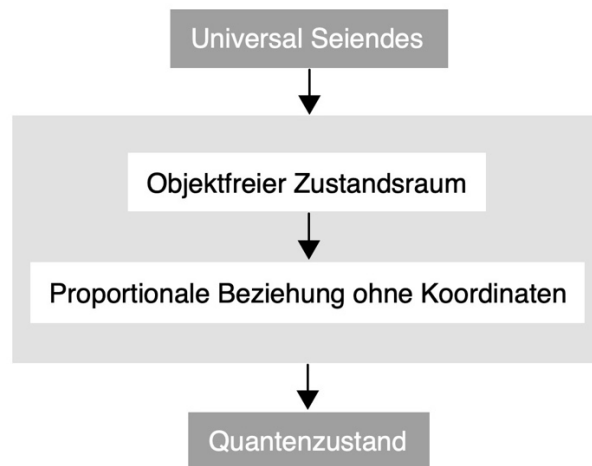 Universal Seiendes
Objektfreier Zustandsraum
Proportionale Beziehung ohne Koordinaten
Quantenzustand